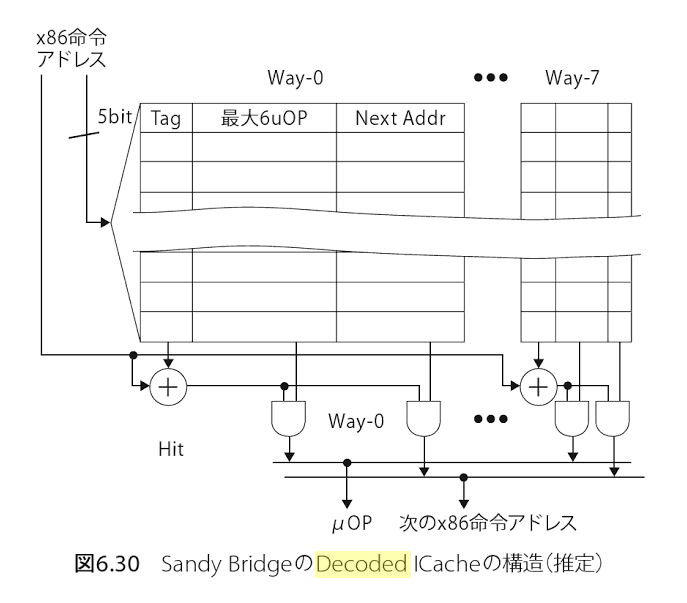 x86命令
アドレス
Way-0
●●●
Way-7
5bit
Tag
最大6uOP
Next Addr
+
+
Way-0
●●●
Hit
μOP
次のx86命令アドレス
図6.30 Sandy BridgeのDecoded ICacheの構造(推定)